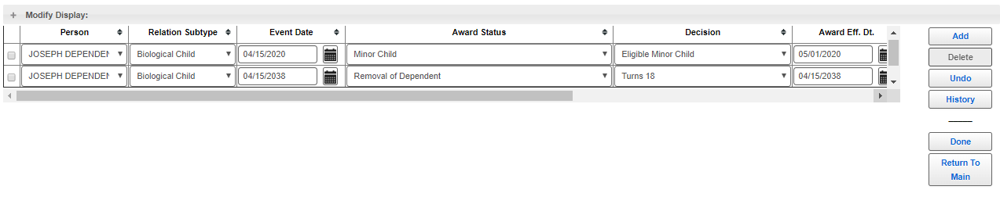 + Modify Display:
Person Relation Subtype Event Date Award Status Decision Award Eff. Dt.
JOSEPH DEPENDEN Biological Child 04/15/2020 Minor Child Eligible Minor Child 05/01/2020
JOSEPH DEPENDEN Biological Child 04/15/2038 Removal of Dependent Turns 18 04/15/2038
Add
Delete
Undo
History
Done
Return To
Main